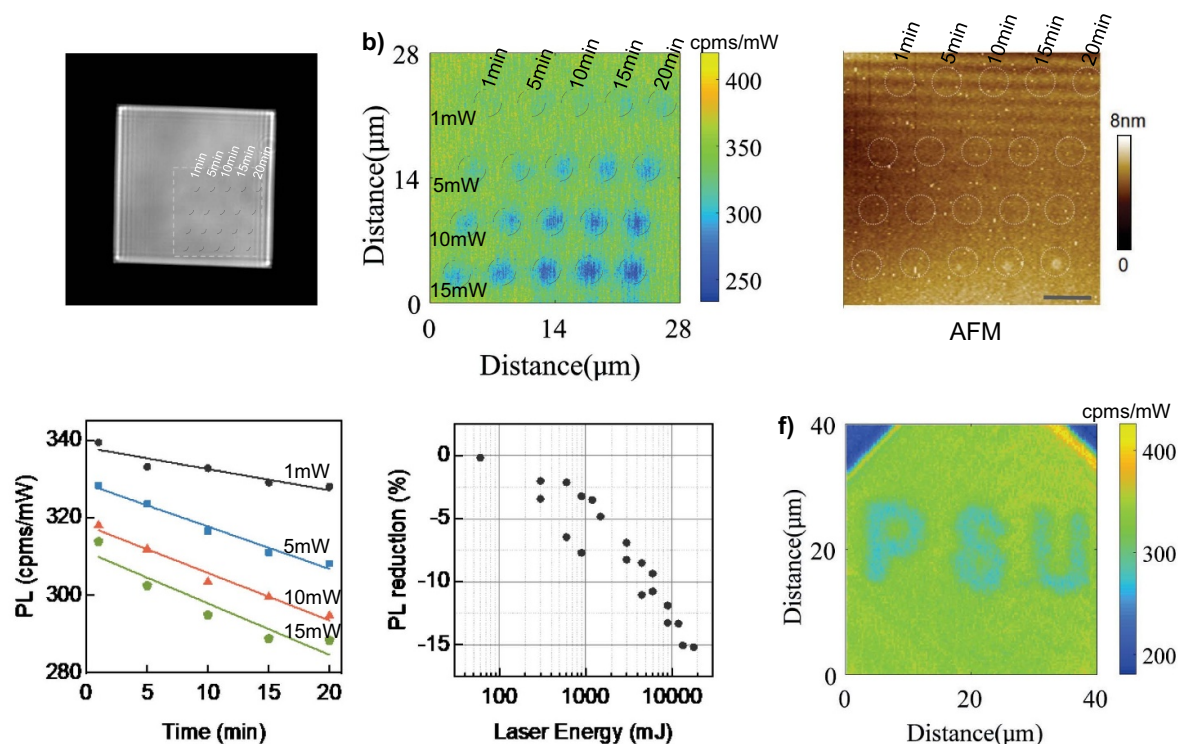 1min 5min 10min 15min 20min
b)
cpms/mW
28
14
0
Distance(µm)
1min 5min 10min 15min 20min
1mW
5mW
10mW
15mW
400
350
300
250
0 14 28
Distance(µm)
1min 5min 10min 15min 20min
8nm
0
AFM
340
320
300
280
PL (cpms/mW)
1mW
5mW
10mW
15mW
0 5 10 15 20
Time (min)
0
-5
-10
-15
PL reduction (%)
100 1000 10000
Laser Energy (mJ)
f)
cpms/mW
40
20
0
Distance(µm)
PSU
400
300
200
0 20 40
Distance(µm)